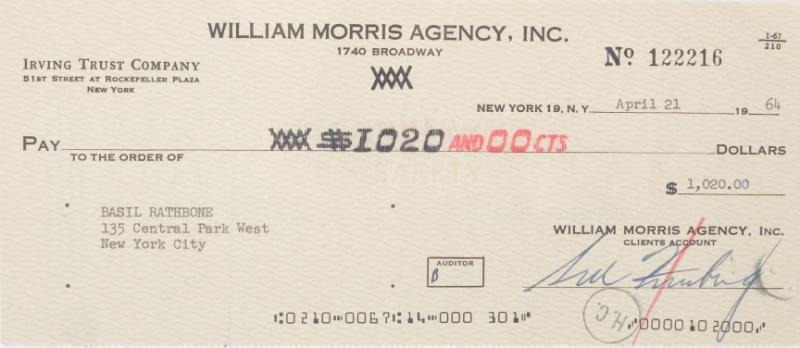 WILLIAM MORRIS AGENCY, INC.
1740 BROADWAY
IRVING TRUST COMPANY
51ST STREET AT ROCKEFELLER PLAZA
NEW YORK
1-67
210
No. 122216
NEW YORK 19, N.Y. April 21 19 64
PAY $$1020 AND 00 CTS DOLLARS
TO THE ORDER OF
$ 1,020.00
BASIL RATHBONE
135 Central Park West
New York City
WILLIAM MORRIS AGENCY, INC.
CLIENTS ACCOUNT
AUDITOR
B
H.C.
⑆0210⑉0067⑆14⑉000 301⑈ ⑇0000102000⑇